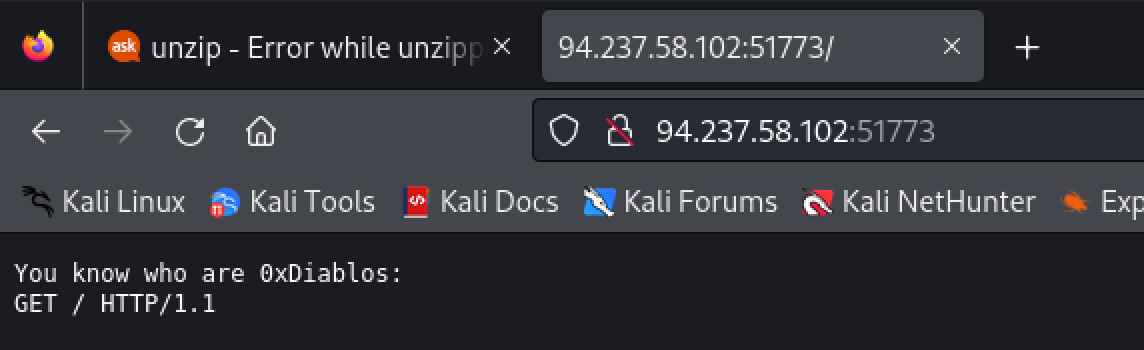 ask unzip - Error while unzipp
94.237.58.102:51773/
94.237.58.102:51773
Kali Linux Kali Tools Kali Docs Kali Forums Kali NetHunter Exp
You know who are 0xDiablos:
GET / HTTP/1.1